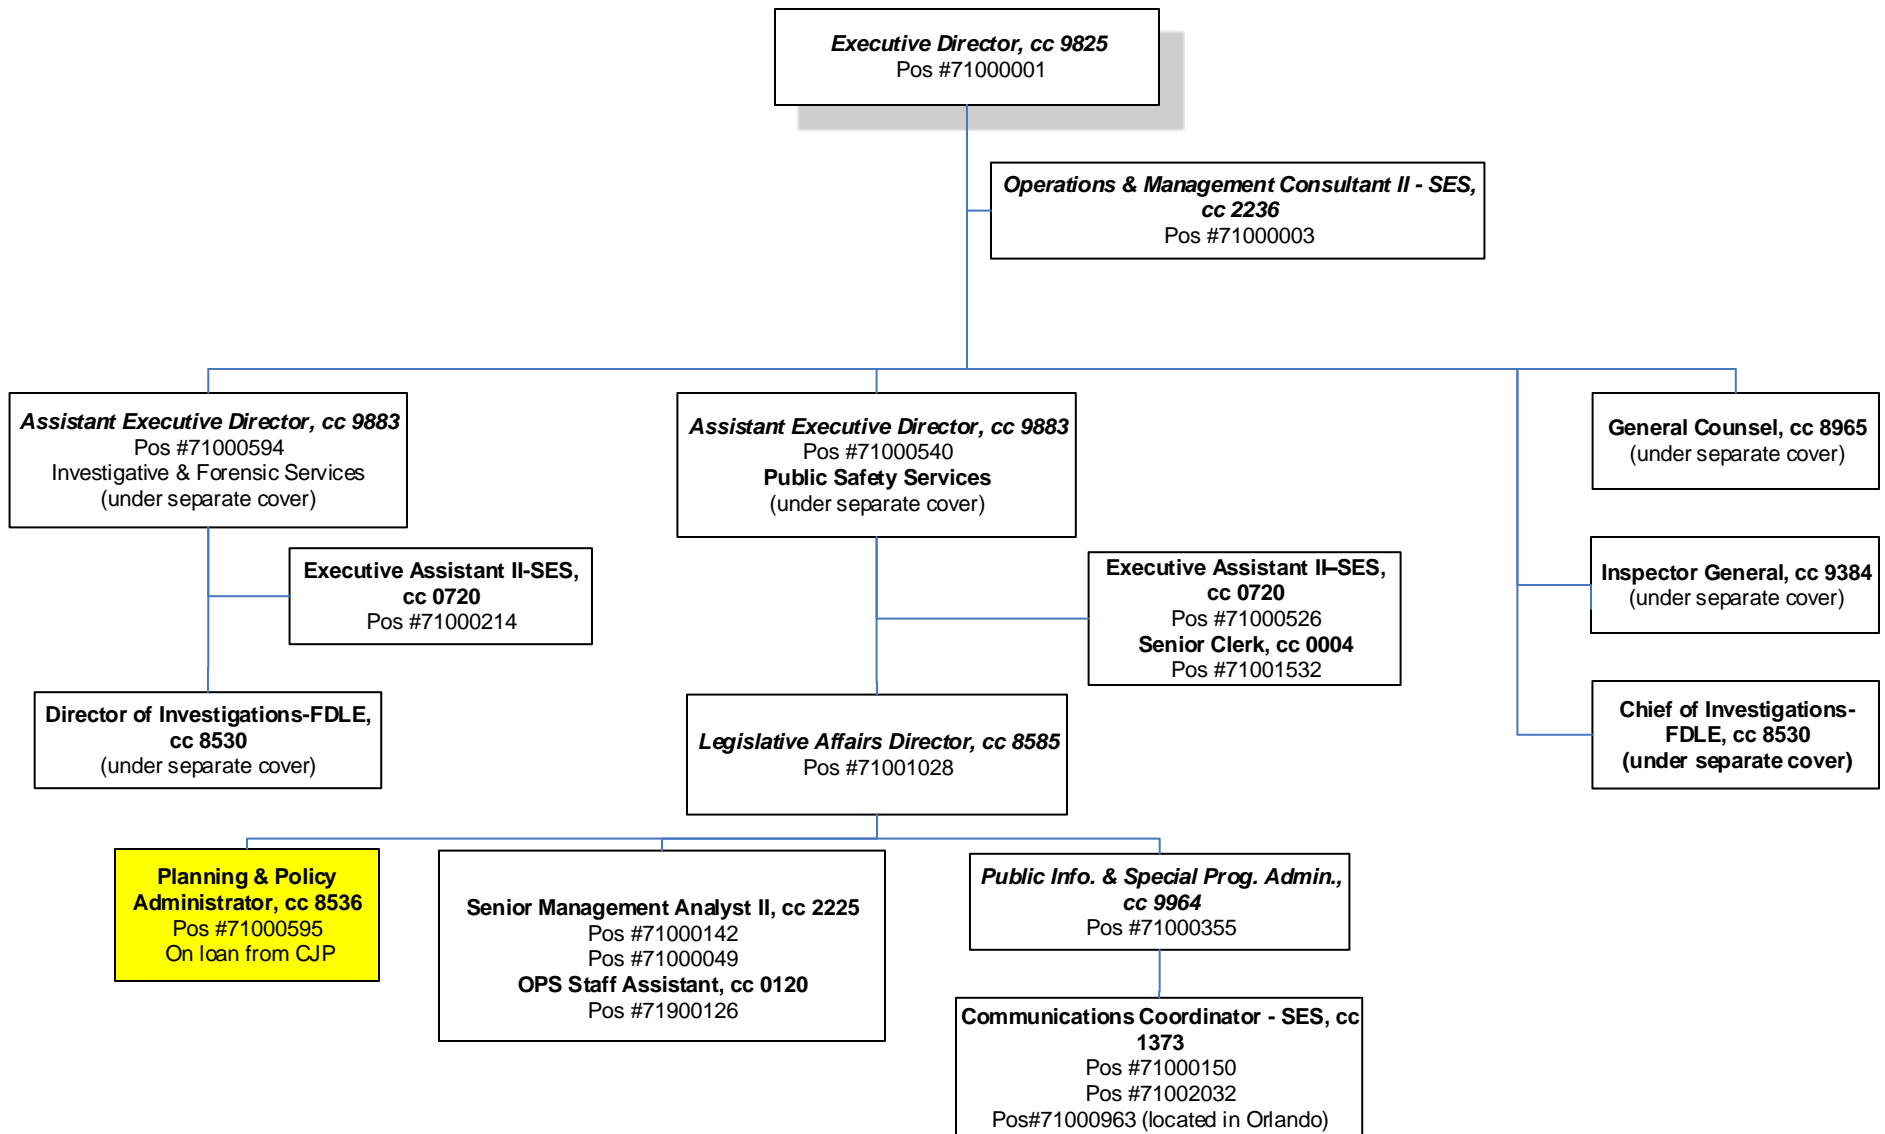 Executive Director, cc 9825
Pos #71000001
Operations & Management Consultant II - SES,
cc 2236
Pos #71000003
Assistant Executive Director, cc 9883
Pos #71000594
Investigative & Forensic Services
(under separate cover)
Assistant Executive Director, cc 9883
Pos #71000540
Public Safety Services
(under separate cover)
General Counsel, cc 8965
(under separate cover)
Executive Assistant II-SES,
cc 0720
Pos #71000214
Executive Assistant II–SES,
cc 0720
Pos #71000526
Senior Clerk, cc 0004
Pos #71001532
Inspector General, cc 9384
(under separate cover)
Director of Investigations-FDLE,
cc 8530
(under separate cover)
Legislative Affairs Director, cc 8585
Pos #71001028
Chief of Investigations-
FDLE, cc 8530
(under separate cover)
Planning & Policy
Administrator, cc 8536
Pos #71000595
On loan from CJP
Senior Management Analyst II, cc 2225
Pos #71000142
Pos #71000049
OPS Staff Assistant, cc 0120
Pos #71900126
Public Info. & Special Prog. Admin.,
cc 9964
Pos #71000355
Communications Coordinator - SES, cc
1373
Pos #71000150
Pos #71002032
Pos#71000963 (located in Orlando)